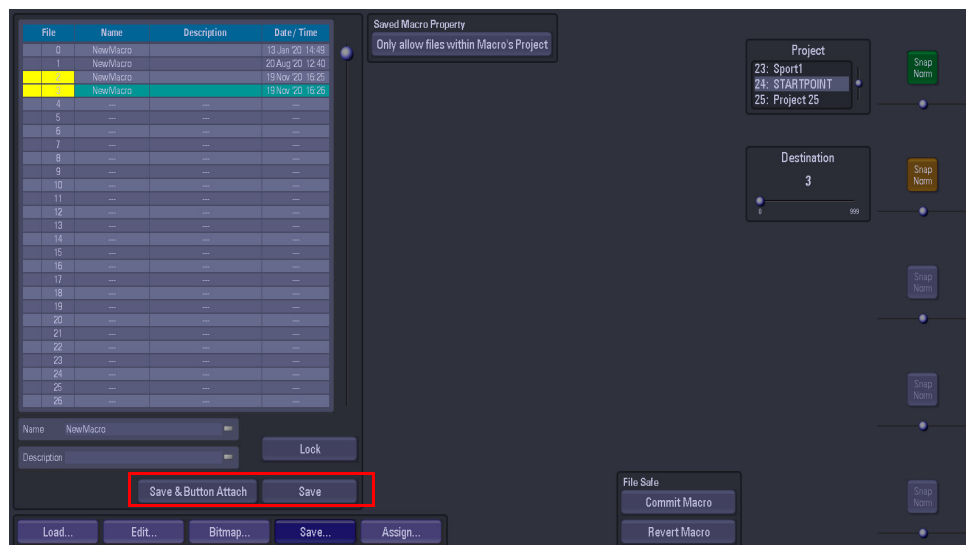 File Name Description Date/ Time
0 NewMacro 13 Jan '20 14:49
1 NewMacro 20 Aug '20 12:40
2 NewMacro 19 Nov '20 16:25
3 NewMacro 19 Nov '20 16:26
4 --- --- ---
5 --- --- ---
6 --- --- ---
7 --- --- ---
8 --- --- ---
9 --- --- ---
10 --- --- ---
11 --- --- ---
12 --- --- ---
13 --- --- ---
14 --- --- ---
15 --- --- ---
16 --- --- ---
17 --- --- ---
18 --- --- ---
19 --- --- ---
20 --- --- ---
21 --- --- ---
22 --- --- ---
23 --- --- ---
24 --- --- ---
25 --- --- ---
26 --- --- ---
Name NewMacro
Description
Lock
Save & Button Attach Save
Load... Edit... Bitmap... Save... Assign...
Saved Macro Property
Only allow files within Macro's Project
File Safe
Commit Macro
Revert Macro
Project
23: Sport1
24: STARTPOINT
25: Project 25
Destination
3
0 999
Snap
Norm
Snap
Norm
Snap
Norm
Snap
Norm
Snap
Norm